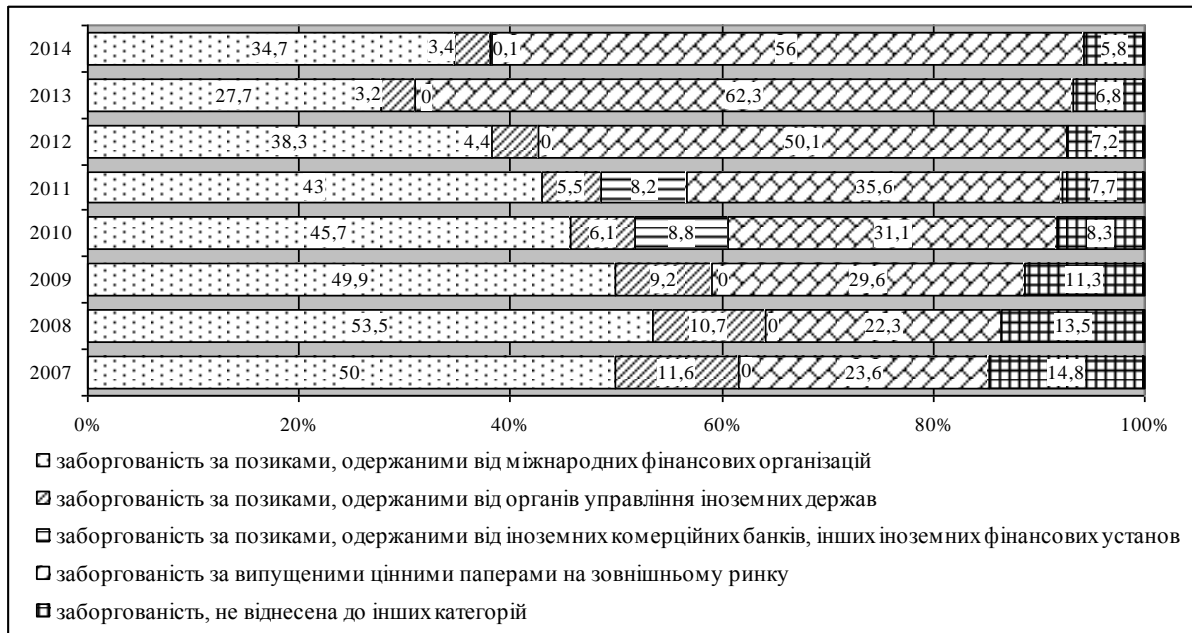 2014 34,7 3,4 0,1 56 5,8
2013 27,7 3,2 0 62,3 6,8
2012 38,3 4,4 0 50,1 7,2
2011 43 5,5 8,2 35,6 7,7
2010 45,7 6,1 8,8 31,1 8,3
2009 49,9 9,2 0 29,6 11,3
2008 53,5 10,7 0 22,3 13,5
2007 50 11,6 0 23,6 14,8
0% 20% 40% 60% 80% 100%
заборгованість за позиками, одержаними від міжнародних фінансових організацій
заборгованість за позиками, одержаними від органів управління іноземних держав
заборгованість за позиками, одержаними від іноземних комерційних банків, інших іноземних фінансових установ
заборгованість за випущеними цінними паперами на зовнішньому ринку
заборгованість, не віднесена до інших категорій